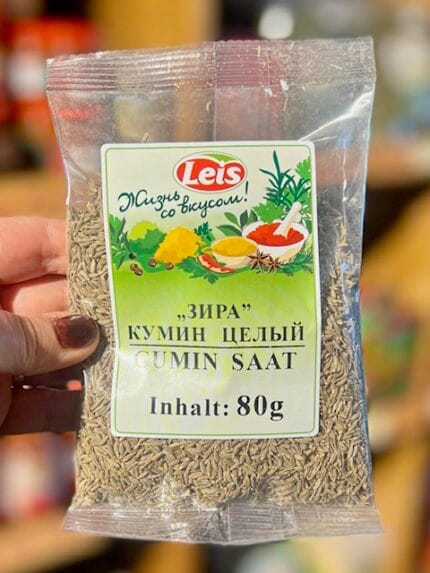 Leis
Жизнь
со вкусом!
„ЗИРА”
КУМИН ЦЕЛЫЙ
CUMIN SAAT
Inhalt: 80g